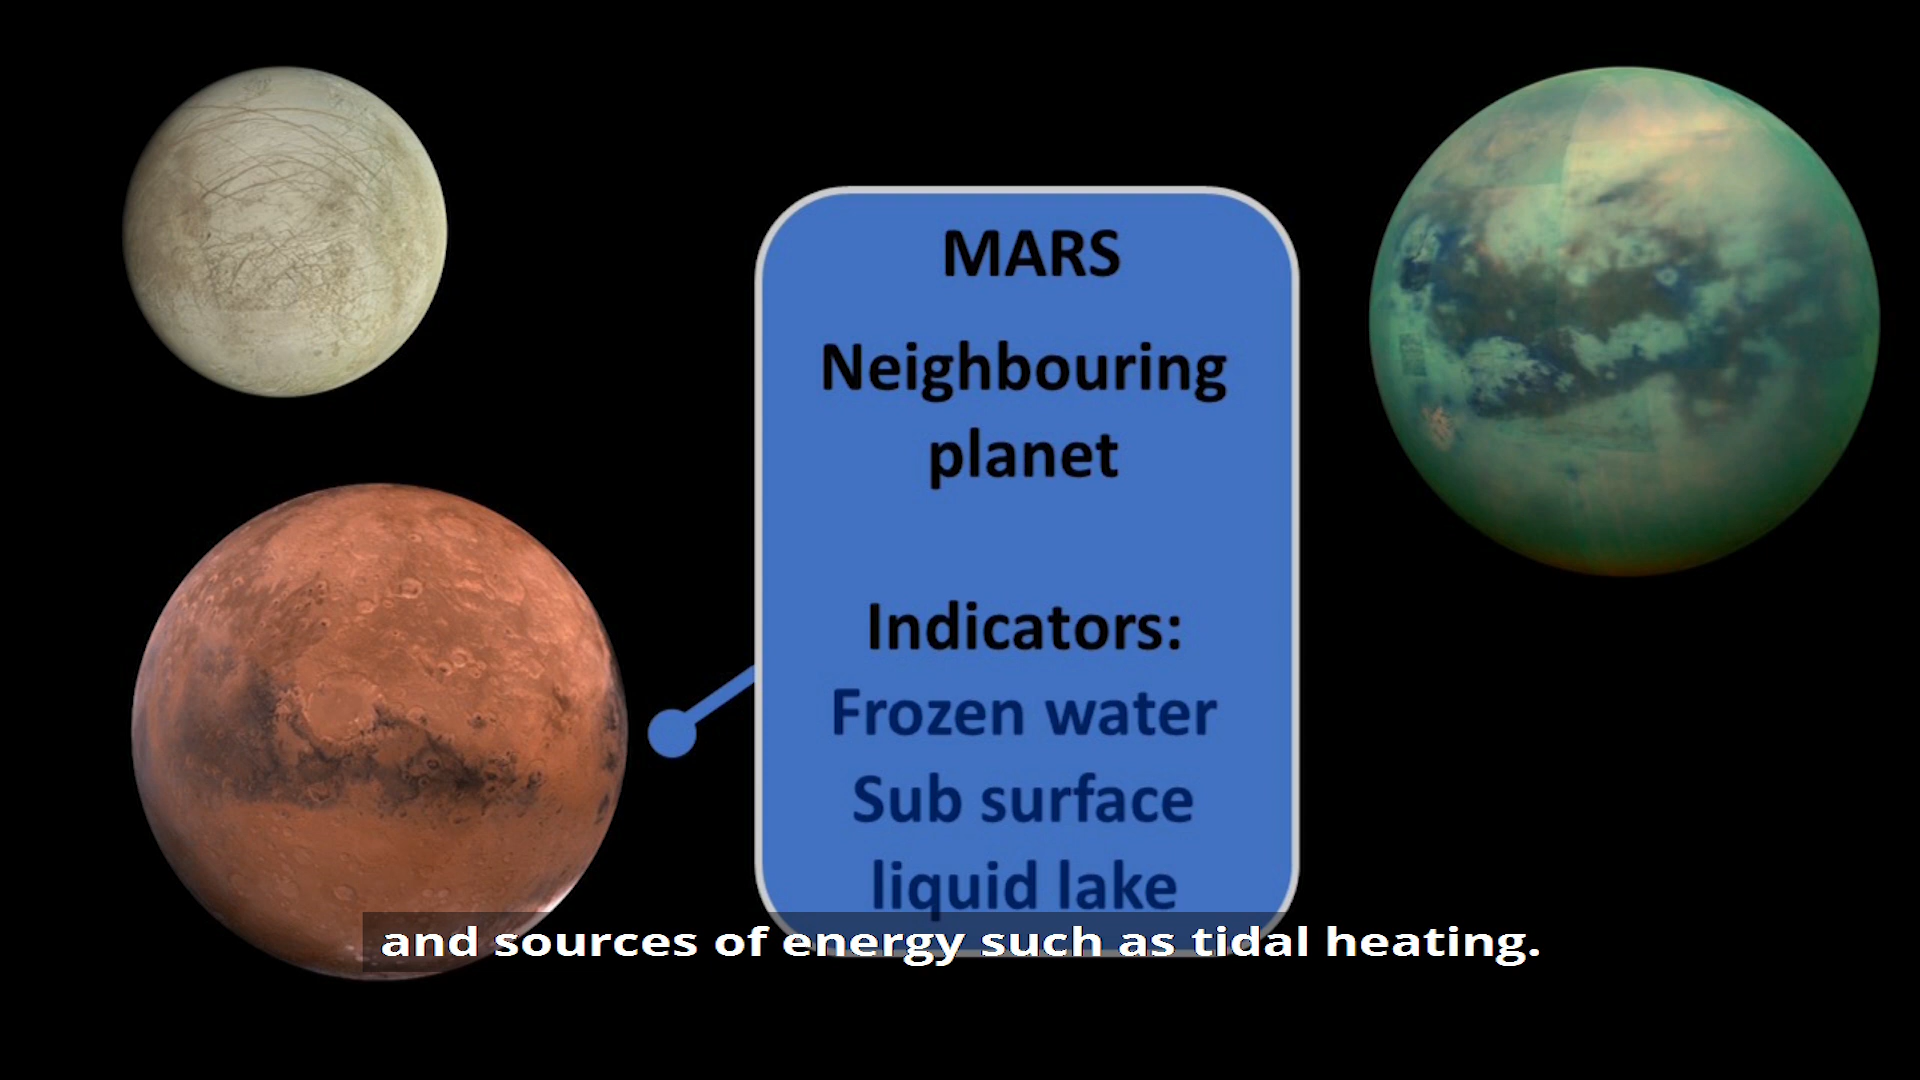 MARS
Neighbouring
planet
Indicators:
Frozen water
Sub surface
liquid lake
and sources of energy such as tidal heating.